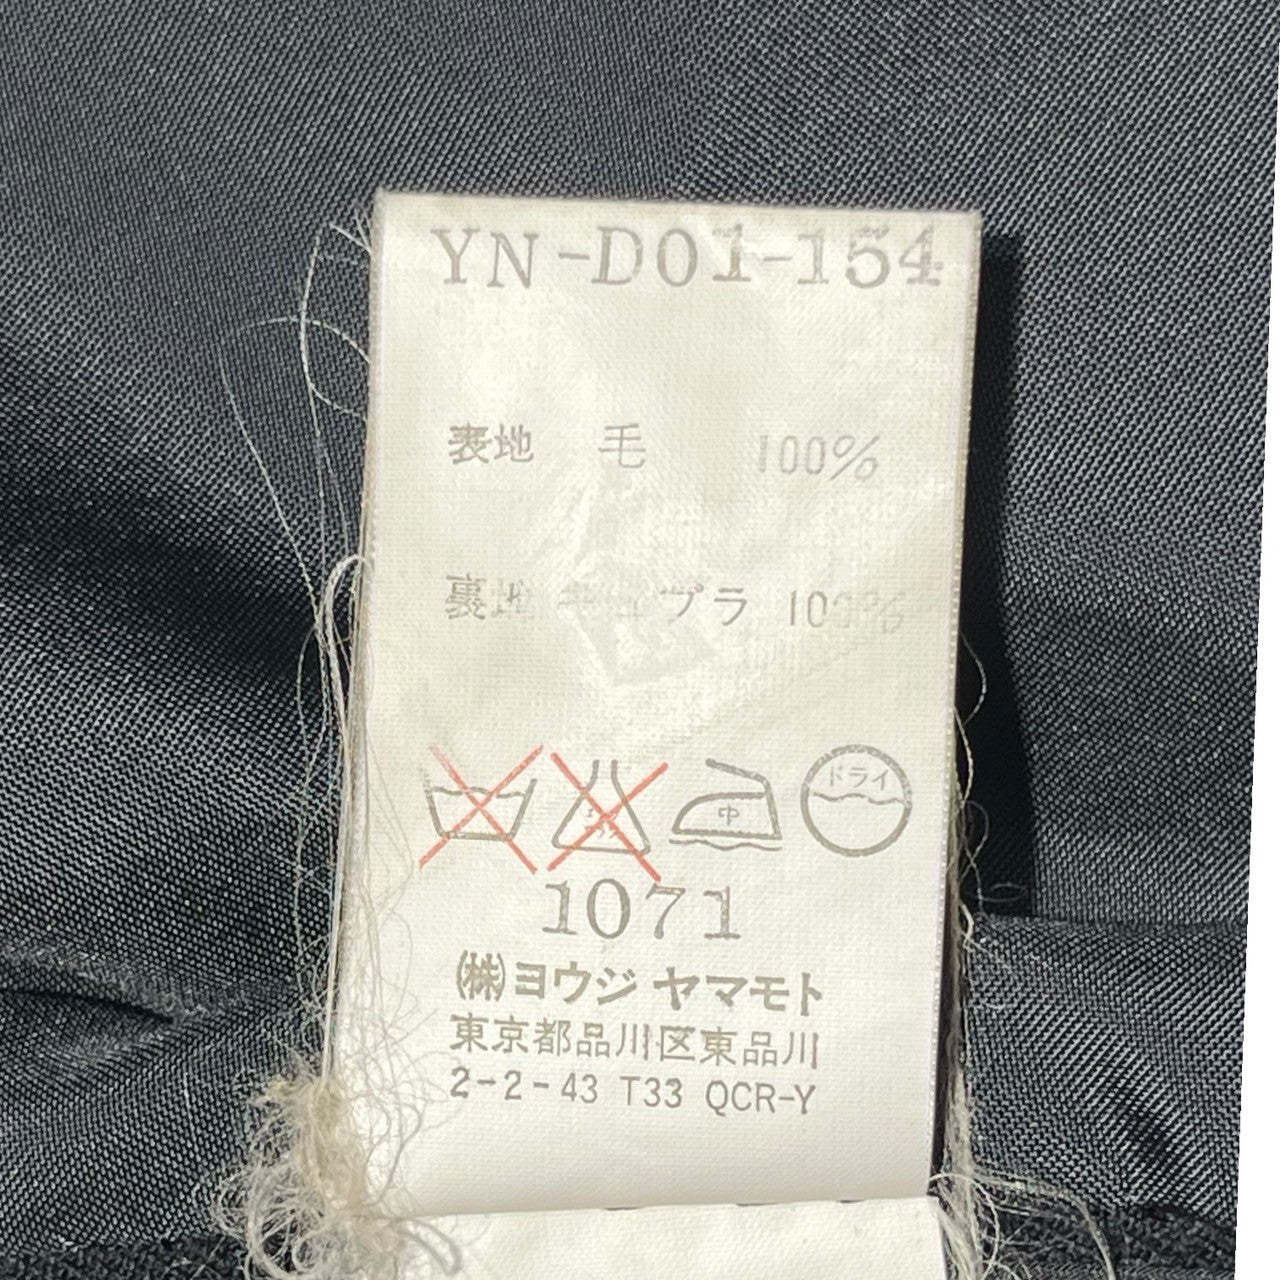 YN-D01-154
表地 毛 100%
裏地 キュプラ 100%
中 ドライ
1071
(株)ヨウジ ヤマモト
東京都品川区東品川
2-2-43 T33 QCR-Y